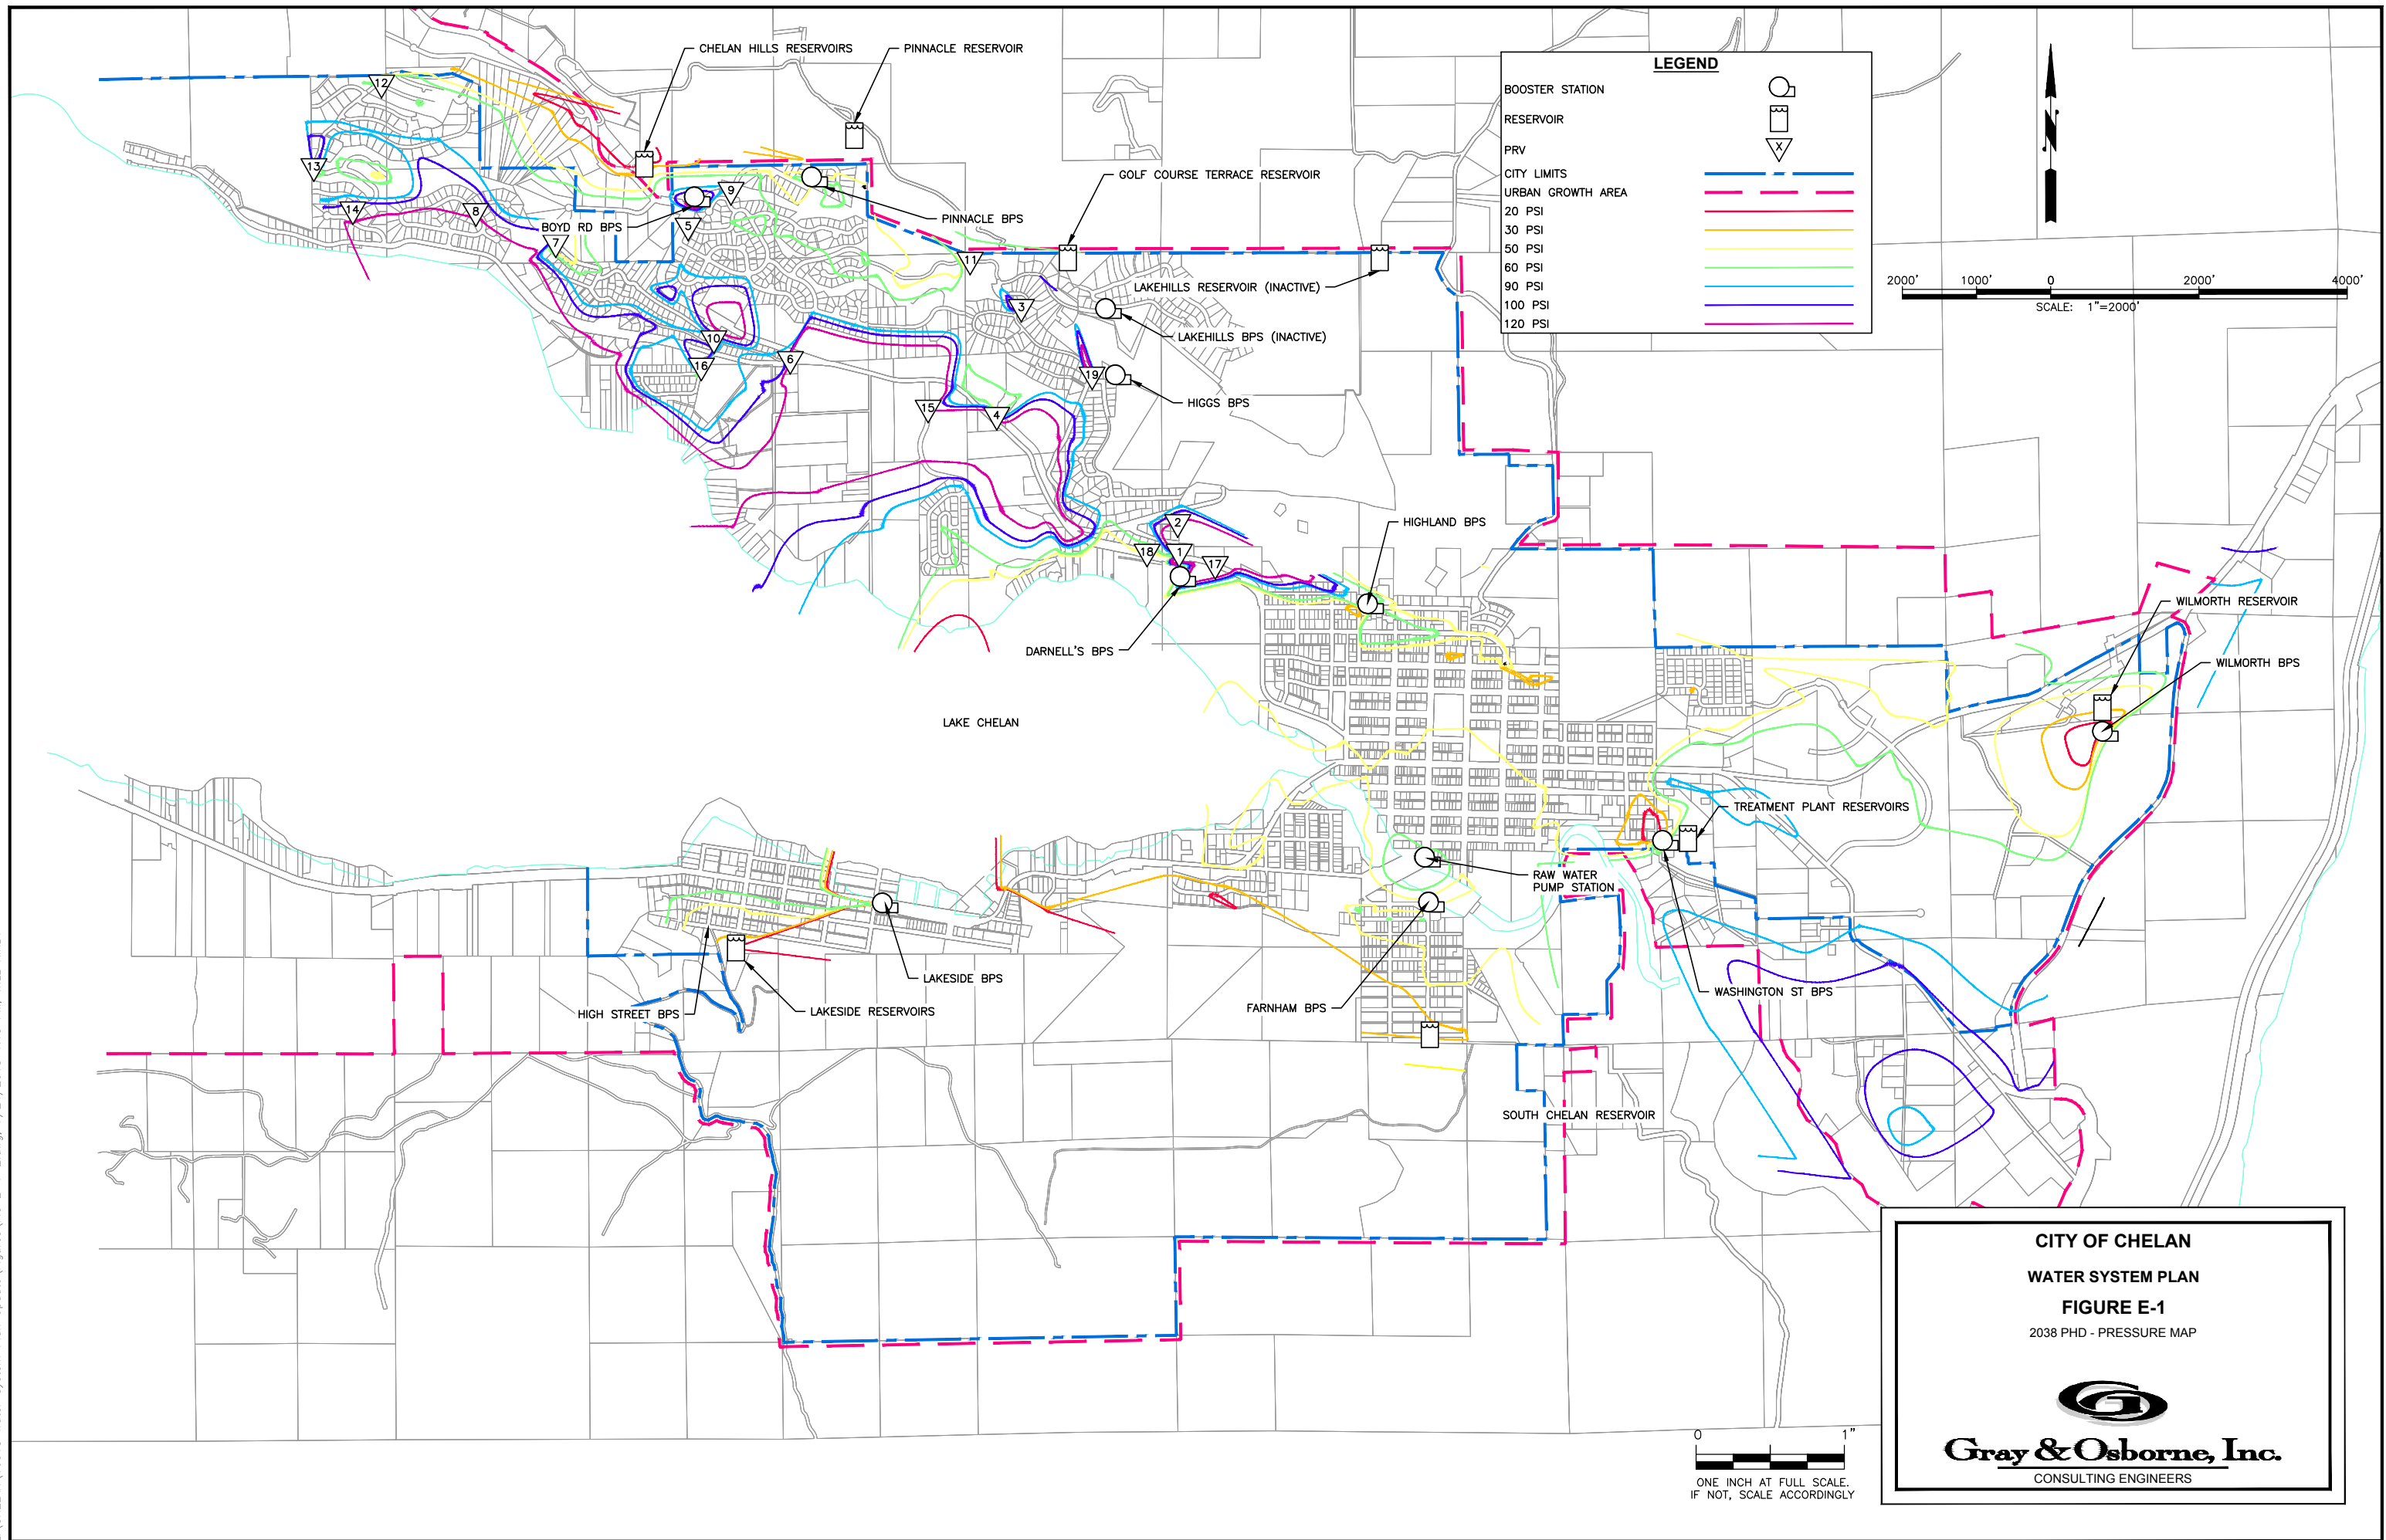 CHELAN HILLS RESERVOIRS
PINNACLE RESERVOIR
LEGEND
BOOSTER STATION
RESERVOIR
PRV
X
CITY LIMITS
URBAN GROWTH AREA
20 PSI
30 PSI
50 PSI
60 PSI
90 PSI
100 PSI
120 PSI
N
2000'
1000'
0
2000'
4000'
SCALE: 1"=2000'
12
13
14
8
7
BOYD RD BPS
5
9
PINNACLE BPS
GOLF COURSE TERRACE RESERVOIR
11
LAKEHILLS RESERVOIR (INACTIVE)
3
LAKEHILLS BPS (INACTIVE)
10
16
6
15
4
19
HIGGS BPS
2
18
1
17
HIGHLAND BPS
DARNELL'S BPS
WILMORTH RESERVOIR
WILMORTH BPS
LAKE CHELAN
TREATMENT PLANT RESERVOIRS
RAW WATER
PUMP STATION
LAKESIDE BPS
WASHINGTON ST BPS
HIGH STREET BPS
LAKESIDE RESERVOIRS
FARNHAM BPS
SOUTH CHELAN RESERVOIR
CITY OF CHELAN
WATER SYSTEM PLAN
FIGURE E-1
2038 PHD - PRESSURE MAP
G
Gray & Osborne, Inc.
CONSULTING ENGINEERS
0
1"
ONE INCH AT FULL SCALE.
IF NOT, SCALE ACCORDINGLY